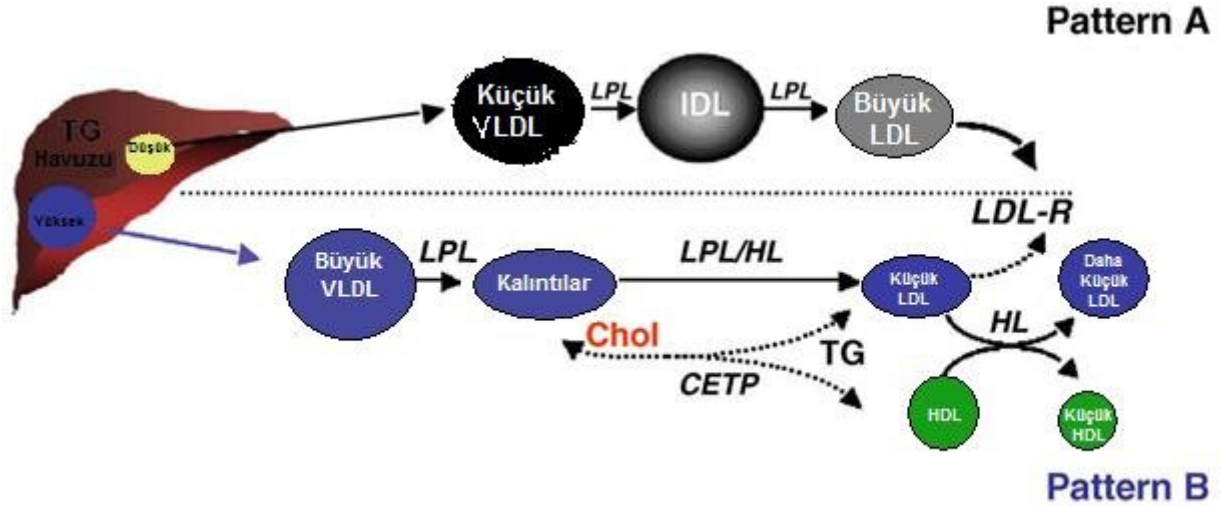 Pattern A
TG
Havuzu
Düşük
Yüksek
Küçük
VLDL
LPL
IDL
LPL
Büyük
LDL
LDL-R
Büyük
VLDL
LPL
Kalıntılar
LPL/HL
Küçük
LDL
Daha
Küçük
LDL
Chol
CETP
TG
HL
HDL
Küçük
HDL
Pattern B